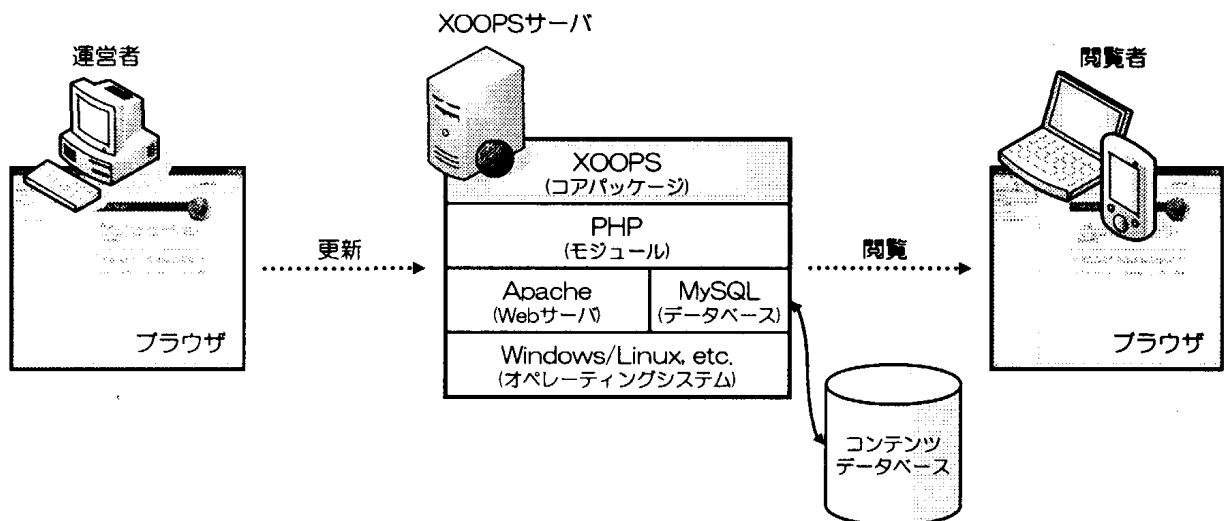 XOOPSサーバ
運営者
閲覧者
XOOPS
(コアパッケージ)
PHP
(モジュール)
更新
閲覧
Apache
(Webサーバ)
MySQL
(データベース)
ブラウザ
ブラウザ
Windows/Linux, etc.
(オペレーティングシステム)
コンテンツ
データベース